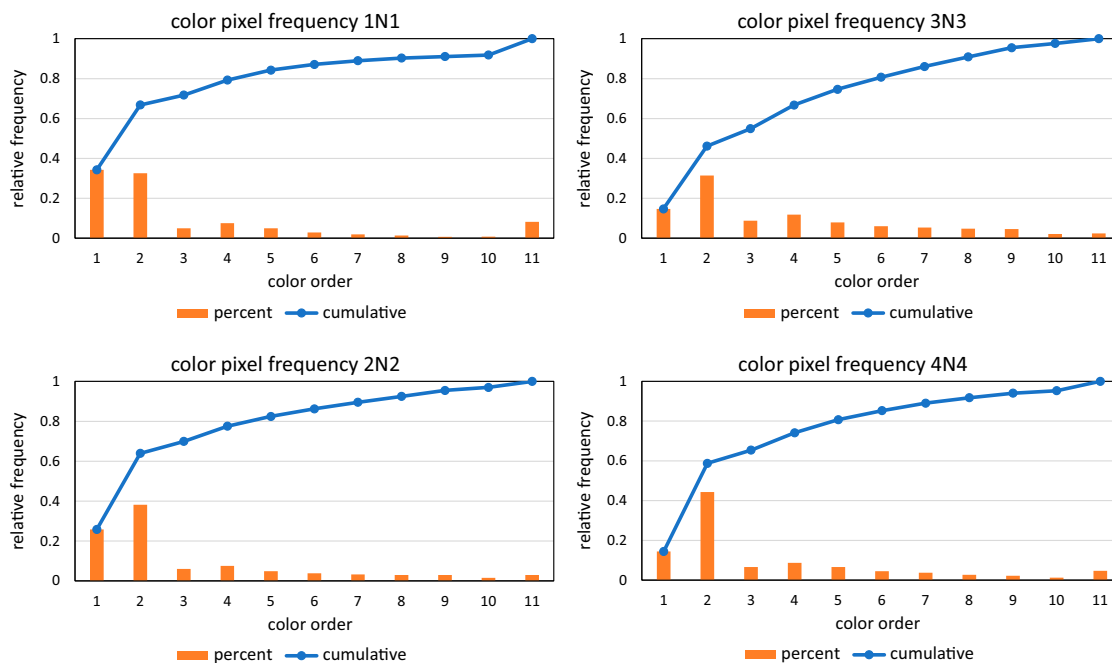 color pixel frequency 1N1
relative frequency
1
0.8
0.6
0.4
0.2
0
1 2 3 4 5 6 7 8 9 10 11
color order
percent cumulative
color pixel frequency 3N3
relative frequency
1
0.8
0.6
0.4
0.2
0
1 2 3 4 5 6 7 8 9 10 11
color order
percent cumulative
color pixel frequency 2N2
relative frequency
1
0.8
0.6
0.4
0.2
0
1 2 3 4 5 6 7 8 9 10 11
color order
percent cumulative
color pixel frequency 4N4
relative frequency
1
0.8
0.6
0.4
0.2
0
1 2 3 4 5 6 7 8 9 10 11
color order
percent cumulative